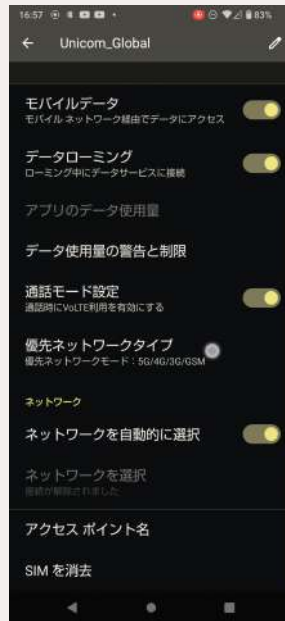 16:57
83%
Unicom_Global
モバイルデータ
モバイル ネットワーク経由でデータにアクセス
データローミング
ローミング中にデータサービスに接続
アプリのデータ使用量
データ使用量の警告と制限
通話モード設定
通話時にVoLTE利用を有効にする
優先ネットワークタイプ
優先ネットワークモード：5G/4G/3G/GSM
ネットワーク
ネットワークを自動的に選択
ネットワークを選択
接続が解除されました
アクセス ポイント名
SIM を消去